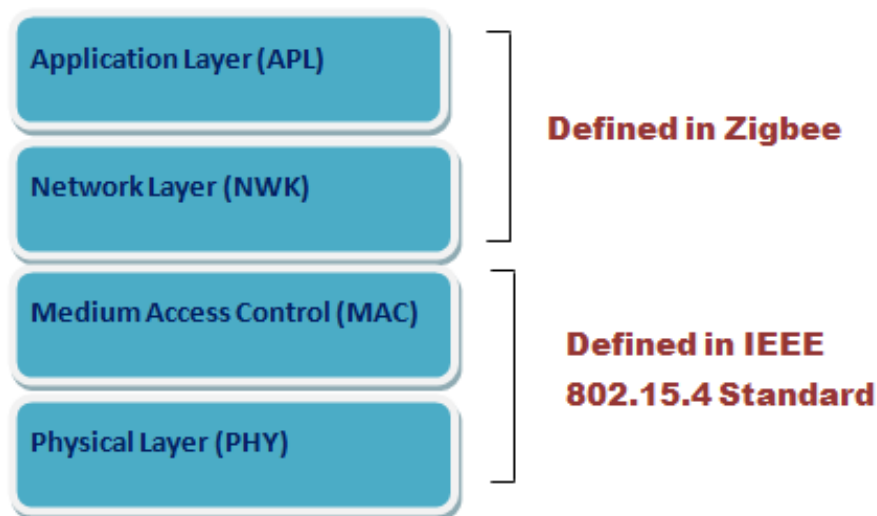 Application Layer (APL)
Defined in Zigbee
Network Layer (NWK)
Medium Access Control (MAC)
Defined in IEEE
802.15.4 Standard
Physical Layer (PHY)